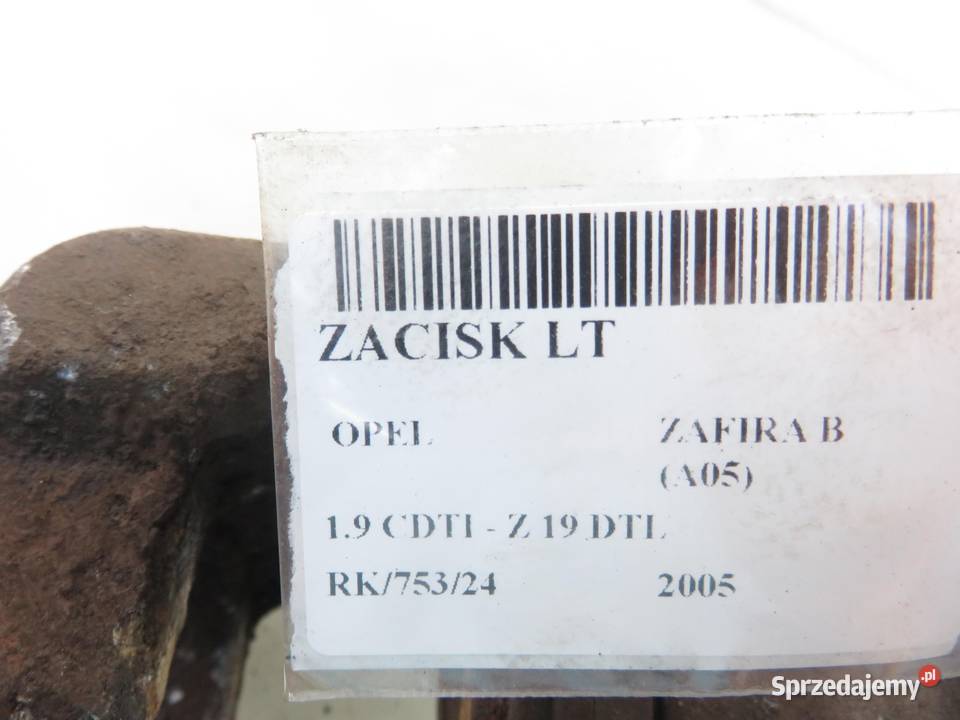 ZACISK LT
OPEL ZAFIRA B
(A05)
1.9 CDTI - Z 19 DTL
RK/753/24 2005
Sprzedajemy.pl